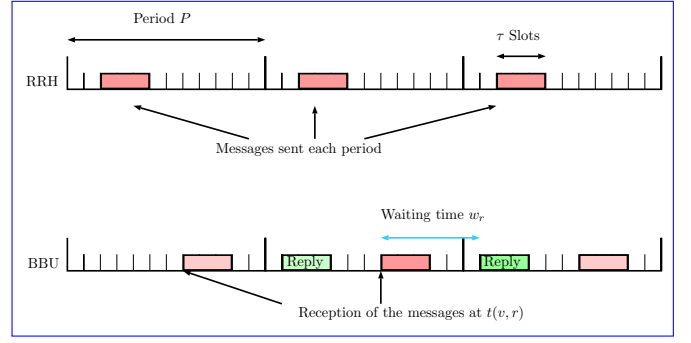 Period P
τ Slots
RRH
Messages sent each period
Waiting time w_r
BBU
Reply
Reply
Reception of the messages at t(v, r)